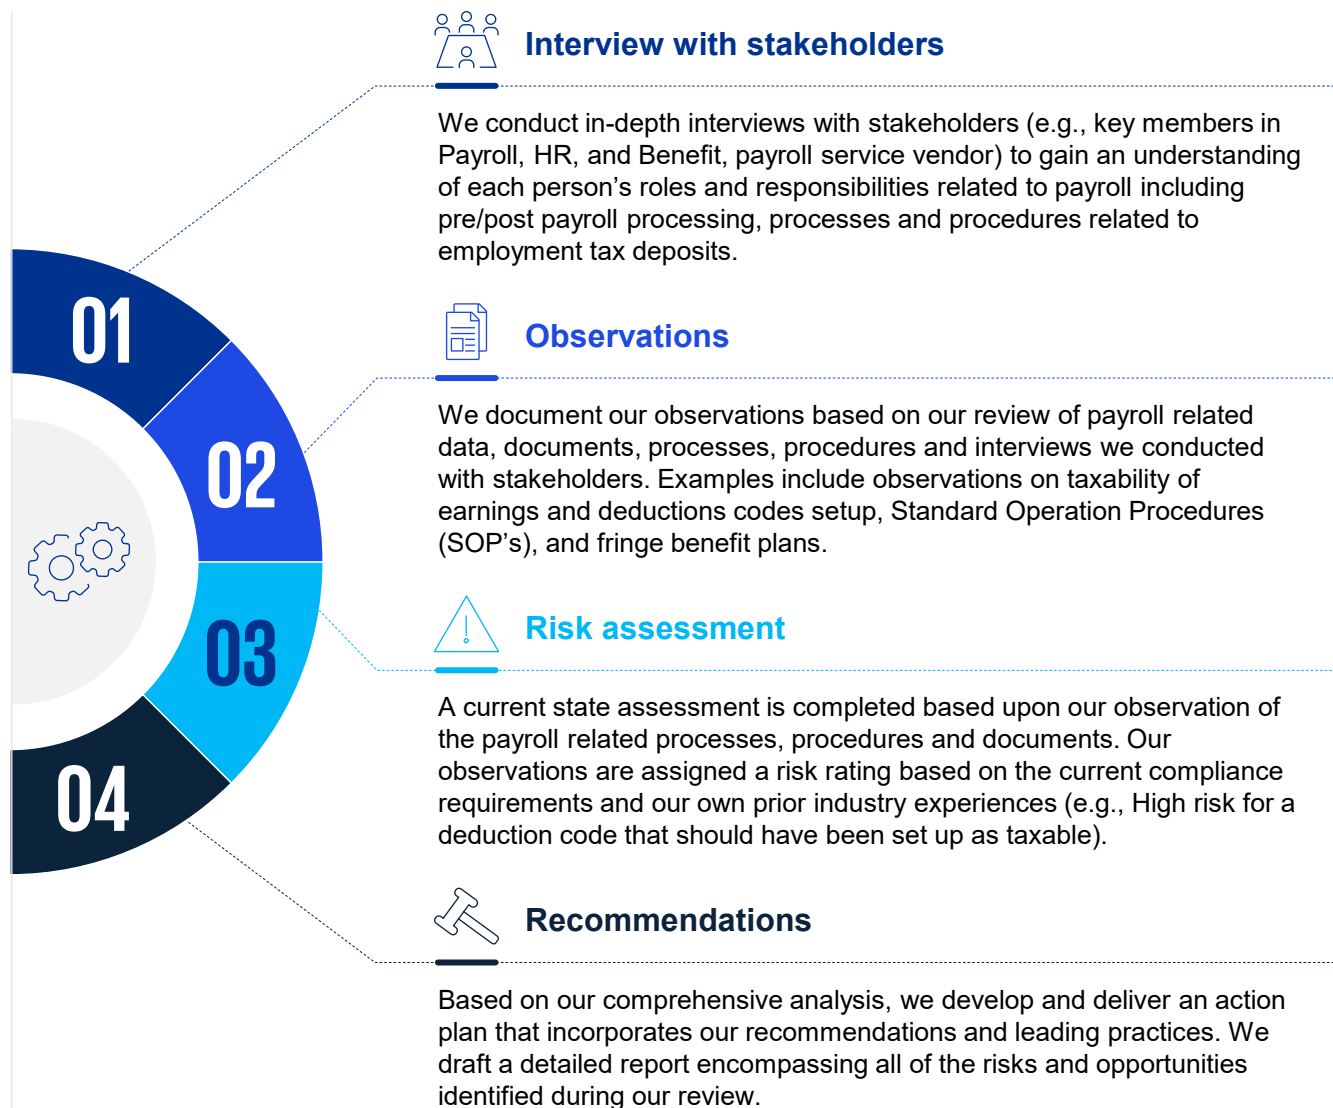 Interview with stakeholders
We conduct in-depth interviews with stakeholders (e.g., key members in
Payroll, HR, and Benefit, payroll service vendor) to gain an understanding
of each person’s roles and responsibilities related to payroll including
pre/post payroll processing, processes and procedures related to
employment tax deposits.
01
Observations
We document our observations based on our review of payroll related
data, documents, processes, procedures and interviews we conducted
with stakeholders. Examples include observations on taxability of
earnings and deductions codes setup, Standard Operation Procedures
(SOP’s), and fringe benefit plans.
02
Risk assessment
A current state assessment is completed based upon our observation of
the payroll related processes, procedures and documents. Our
observations are assigned a risk rating based on the current compliance
requirements and our own prior industry experiences (e.g., High risk for a
deduction code that should have been set up as taxable).
03
Recommendations
Based on our comprehensive analysis, we develop and deliver an action
plan that incorporates our recommendations and leading practices. We
draft a detailed report encompassing all of the risks and opportunities
identified during our review.
04